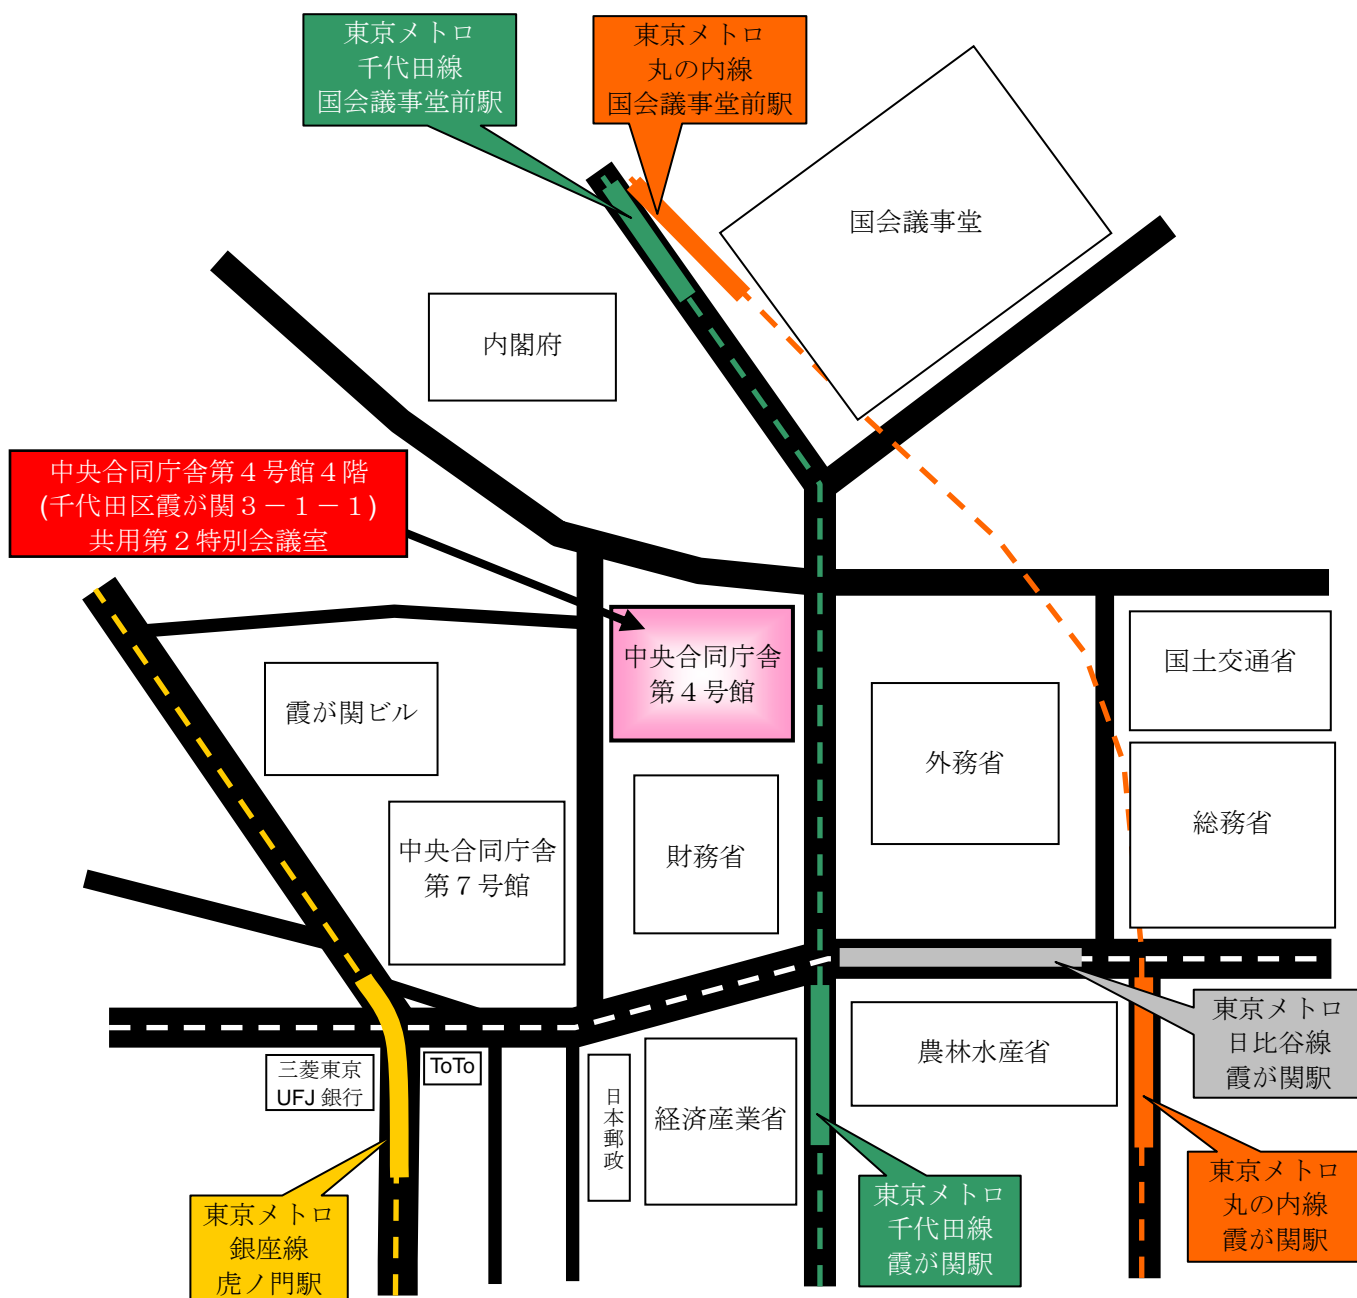 東京メトロ
千代田線
国会議事堂前駅
東京メトロ
丸の内線
国会議事堂前駅
国会議事堂
内閣府
中央合同庁舎第４号館４階
(千代田区霞が関３－１－１)
共用第２特別会議室
中央合同庁舎
第４号館
国土交通省
霞が関ビル
外務省
総務省
中央合同庁舎
第７号館
財務省
三菱東京
UFJ 銀行
ToTo
日本郵政
経済産業省
農林水産省
東京メトロ
日比谷線
霞が関駅
東京メトロ
銀座線
虎ノ門駅
東京メトロ
千代田線
霞が関駅
東京メトロ
丸の内線
霞が関駅